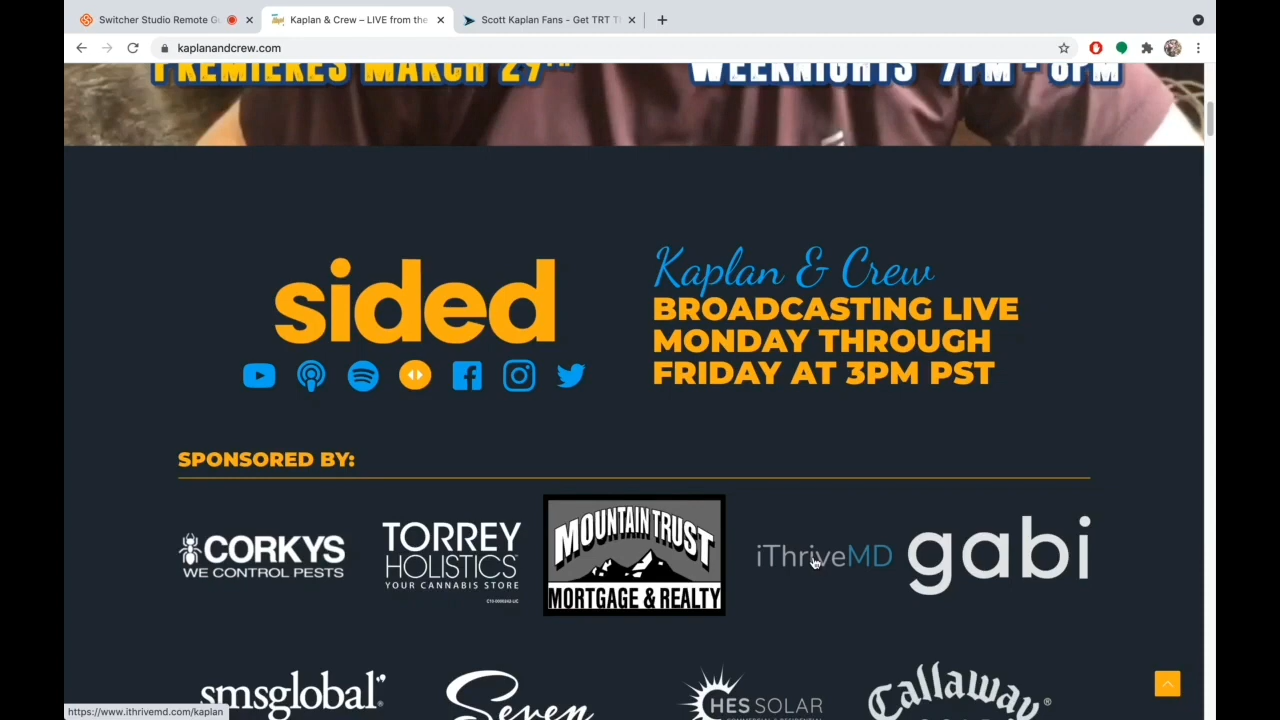 Switcher Studio Remote G
Kaplan & Crew – LIVE from the
Scott Kaplan Fans - Get TRT T
kaplanandcrew.com
PREMIERES MARCH 29TH
WEEKNIGHTS 7PM - 8PM
sided
Kaplan & Crew
BROADCASTING LIVE
MONDAY THROUGH
FRIDAY AT 3PM PST
SPONSORED BY:
CORKYS
WE CONTROL PESTS
TORREY
HOLISTICS
YOUR CANNABIS STORE
MOUNTAIN TRUST
MORTGAGE & REALTY
iThriveMD
gabi
smsglobal
Seven
HES SOLAR
Callaway
https://www.ithrivemd.com/kaplan